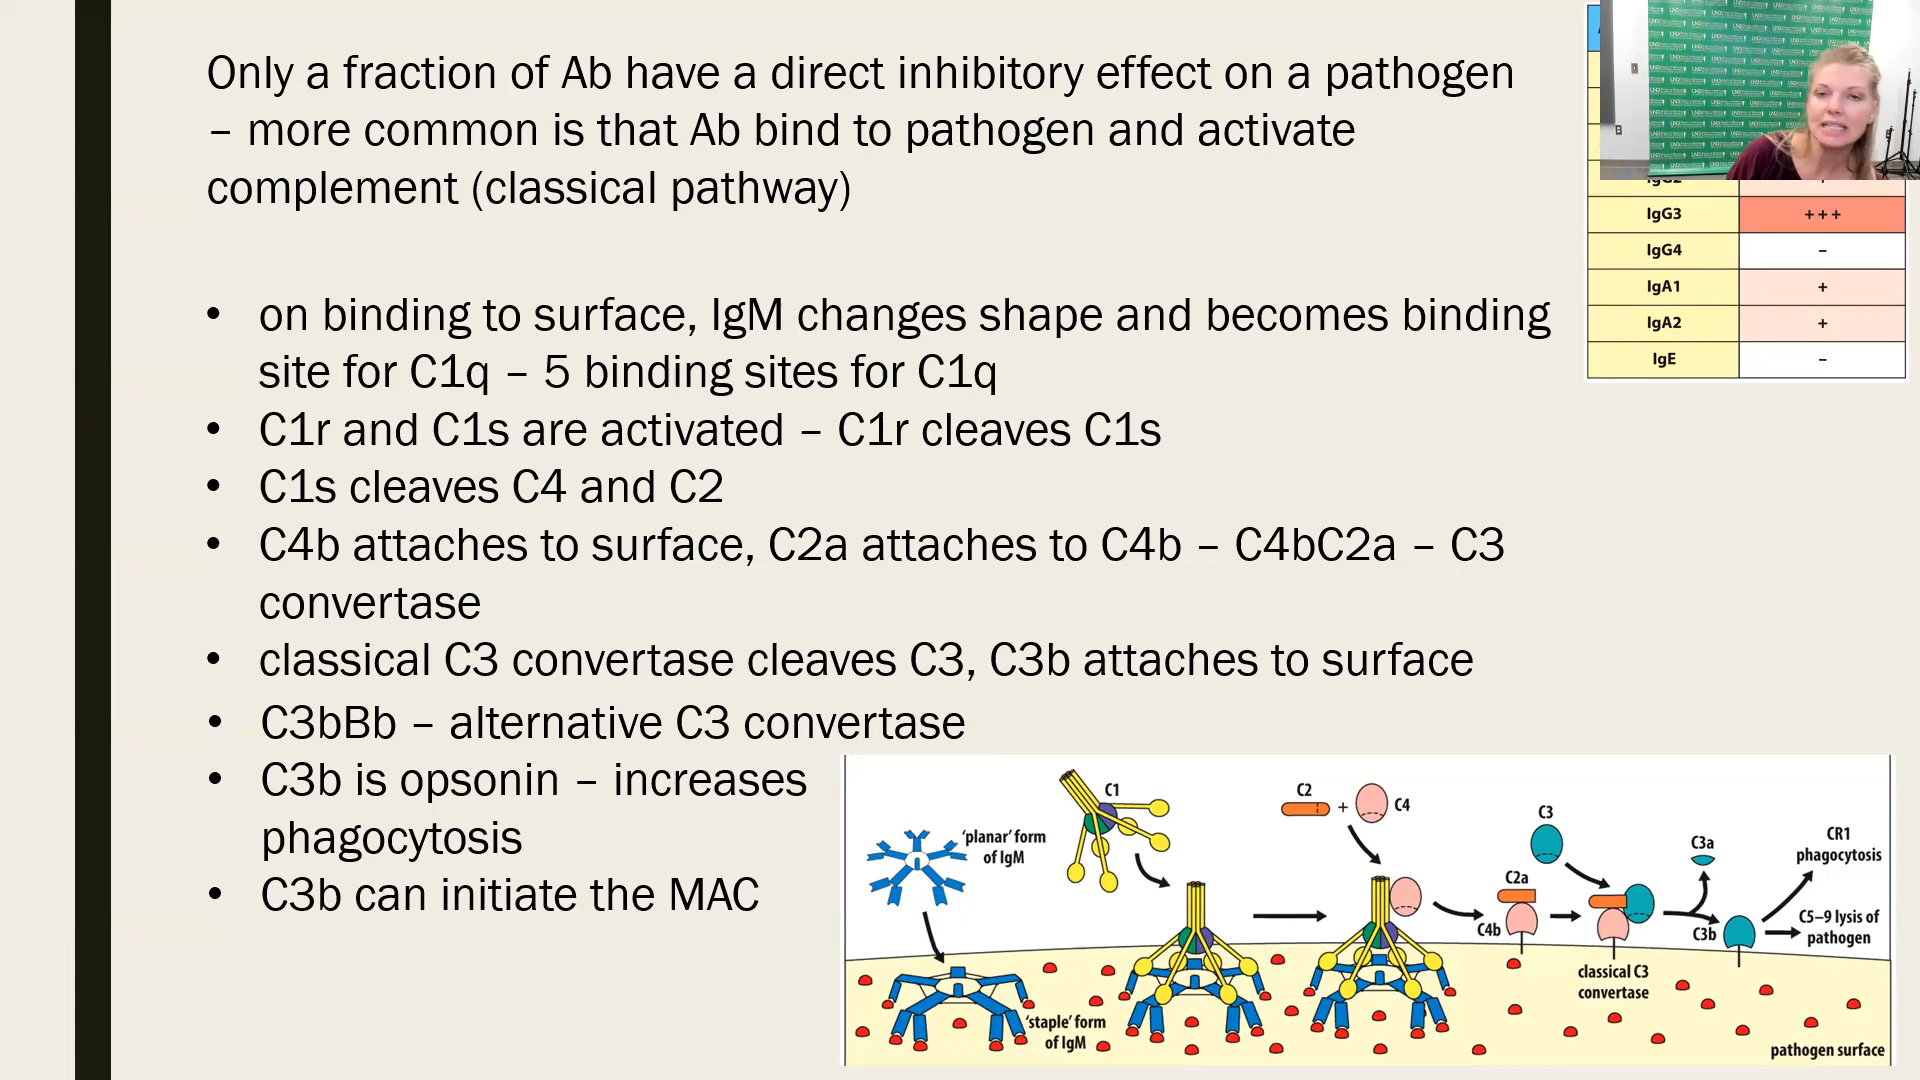 Only a fraction of Ab have a direct inhibitory effect on a pathogen
– more common is that Ab bind to pathogen and activate
complement (classical pathway)
• on binding to surface, IgM changes shape and becomes binding
site for C1q – 5 binding sites for C1q
• C1r and C1s are activated – C1r cleaves C1s
• C1s cleaves C4 and C2
• C4b attaches to surface, C2a attaches to C4b – C4bC2a – C3
convertase
• classical C3 convertase cleaves C3, C3b attaches to surface
• C3bBb – alternative C3 convertase
• C3b is opsonin – increases
phagocytosis
• C3b can initiate the MAC
IgG3 +++
IgG4 –
IgA1 +
IgA2 +
IgE –
'planar' form
of IgM
C1
C2 + C4
C3
C3a
CR1
phagocytosis
C2a
C4b
C3b
C5–9 lysis of
pathogen
classical C3
convertase
'staple' form
of IgM
pathogen surface